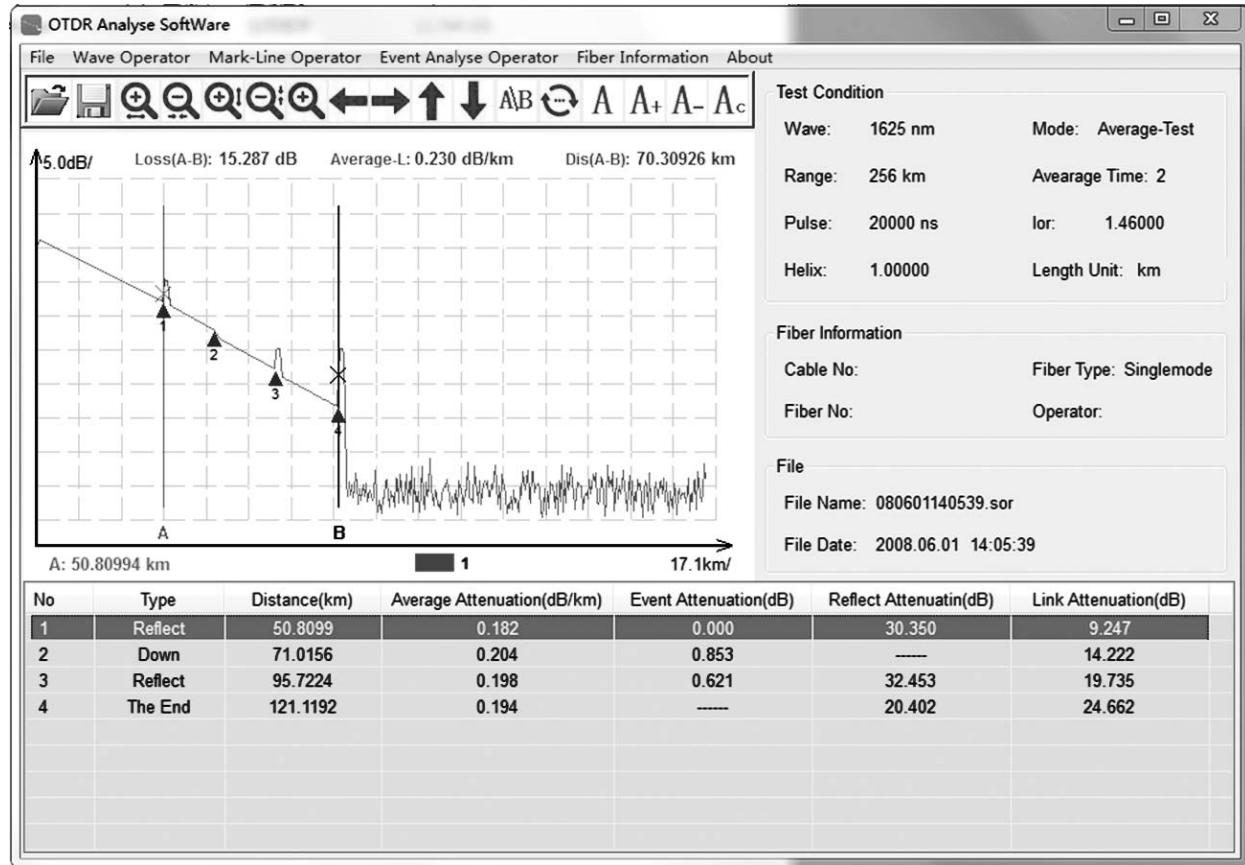 OTDR Analyse SoftWare
File Wave Operator Mark-Line Operator Event Analyse Operator Fiber Information About
A\B A A+ A- Ac
5.0dB/ Loss(A-B): 15.287 dB Average-L: 0.230 dB/km Dis(A-B): 70.30926 km
1
2
3
4
A B
A: 50.80994 km 1 17.1km/
Test Condition
Wave: 1625 nm Mode: Average-Test
Range: 256 km Avearage Time: 2
Pulse: 20000 ns Ior: 1.46000
Helix: 1.00000 Length Unit: km
Fiber Information
Cable No: Fiber Type: Singlemode
Fiber No: Operator:
File
File Name: 080601140539.sor
File Date: 2008.06.01 14:05:39
No Type Distance(km) Average Attenuation(dB/km) Event Attenuation(dB) Reflect Attenuatin(dB) Link Attenuation(dB)
1 Reflect 50.8099 0.182 0.000 30.350 9.247
2 Down 71.0156 0.204 0.853 ------ 14.222
3 Reflect 95.7224 0.198 0.621 32.453 19.735
4 The End 121.1192 0.194 ------ 20.402 24.662